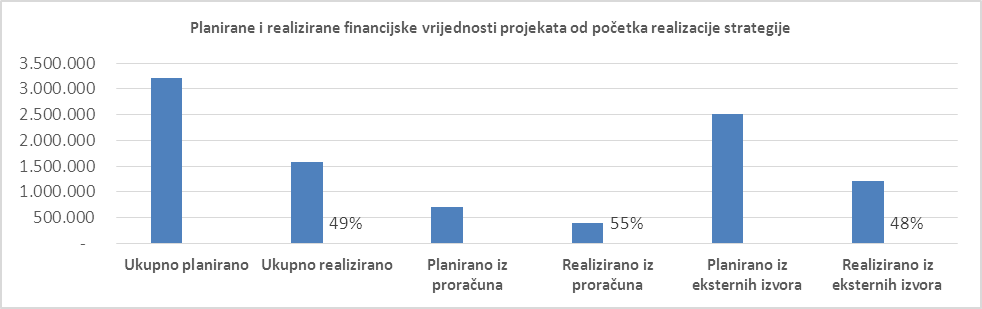 Planirane i realizirane financijske vrijednosti projekata od početka realizacije strategije
3.500.000
3.000.000
2.500.000
2.000.000
1.500.000
1.000.000
500.000
-
49%
55%
48%
Ukupno planirano
Ukupno realizirano
Planirano iz
proračuna
Realizirano iz
proračuna
Planirano iz
eksternih izvora
Realizirano iz
eksternih izvora